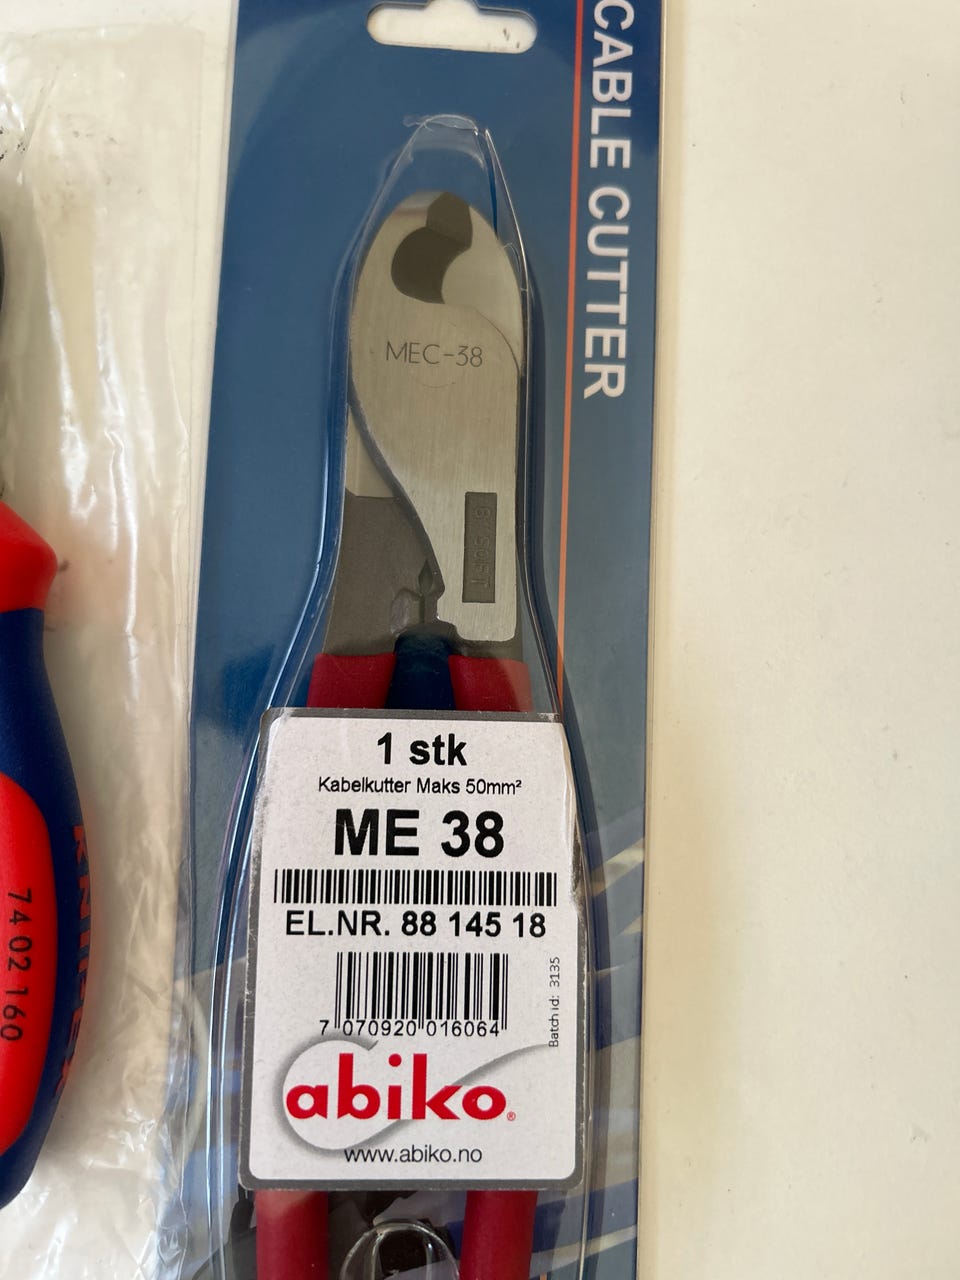 CABLE CUTTER
MEC-38
1 stk
Kabelkutter Maks 50mm²
ME 38
EL.NR. 88 145 18
7 070920 016064
Batch id: 3135
abiko®
www.abiko.no
KNIPEX
74 02 160